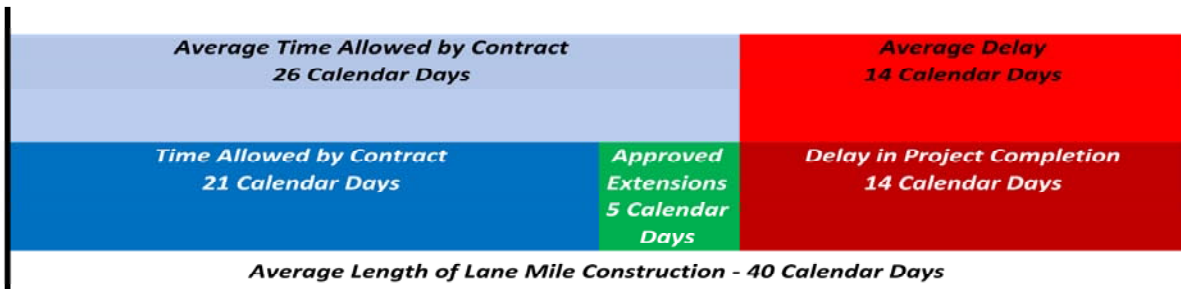 Average Time Allowed by Contract
26 Calendar Days
Average Delay
14 Calendar Days
Time Allowed by Contract
21 Calendar Days
Approved
Extensions
5 Calendar
Days
Delay in Project Completion
14 Calendar Days
Average Length of Lane Mile Construction - 40 Calendar Days